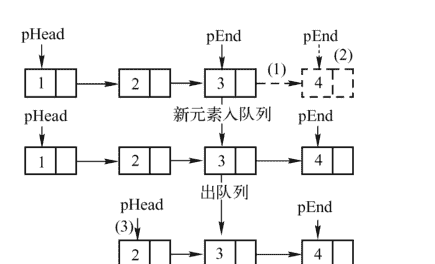 pHead pEnd pEnd
(1) (2)
1 2 3 4
新元素入队列
pHead pEnd
1 2 3 4
出队列
pHead pEnd
(3)
2 3 4